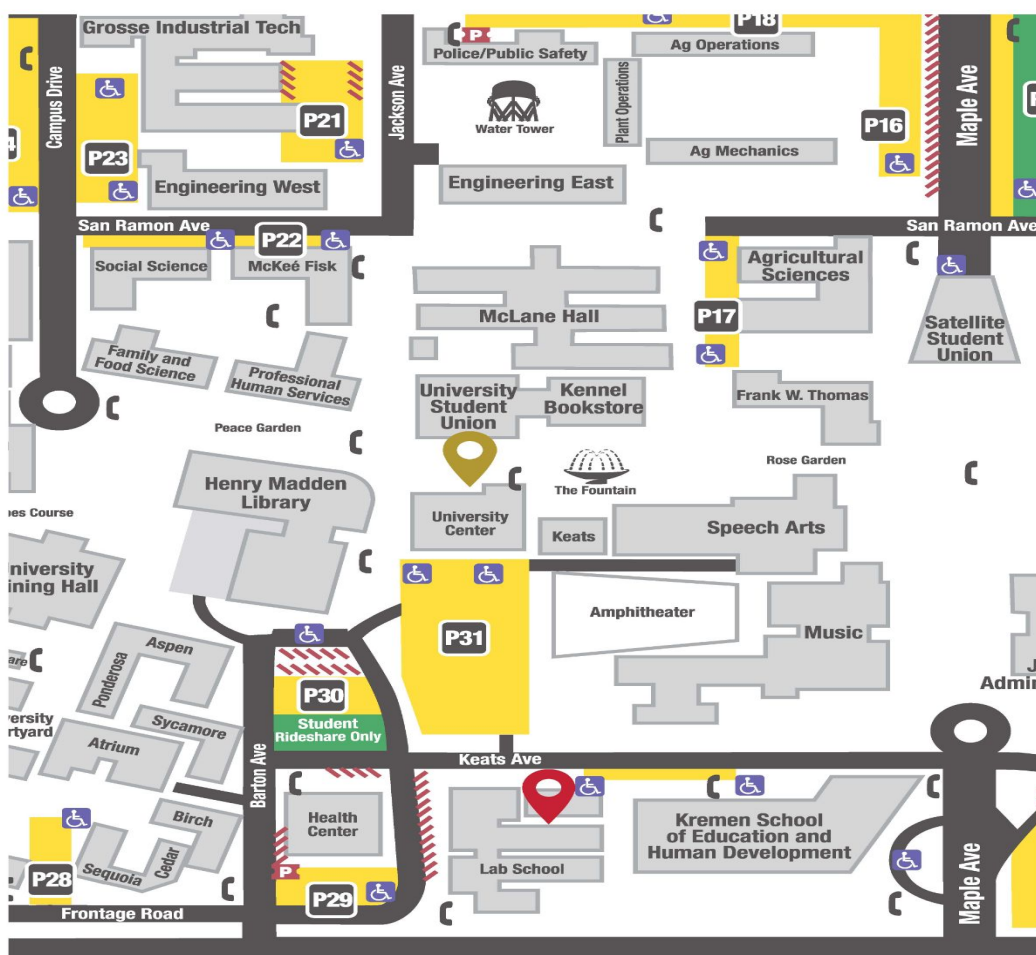 Grosse Industrial Tech
P
Police/Public Safety
P18
Ag Operations
Campus Drive
P23
P21
Jackson Ave
Water Tower
Plant Operations
P16
Maple Ave
Ag Mechanics
Engineering West
Engineering East
San Ramon Ave
San Ramon Ave
P22
Social Science
McKeé Fisk
Agricultural
Sciences
McLane Hall
P17
Satellite
Student
Union
Family and
Food Science
Professional
Human Services
University
Student
Union
Kennel
Bookstore
Frank W. Thomas
Peace Garden
Rose Garden
Henry Madden
Library
The Fountain
University
Center
Keats
Speech Arts
Amphitheater
Music
P31
Aspen
Ponderosa
Sycamore
Atrium
P30
Student
Rideshare Only
Barton Ave
Keats Ave
Birch
Cedar
Sequoia
Health
Center
Lab School
Kremen School
of Education and
Human Development
P
P28
P29
Frontage Road
Maple Ave